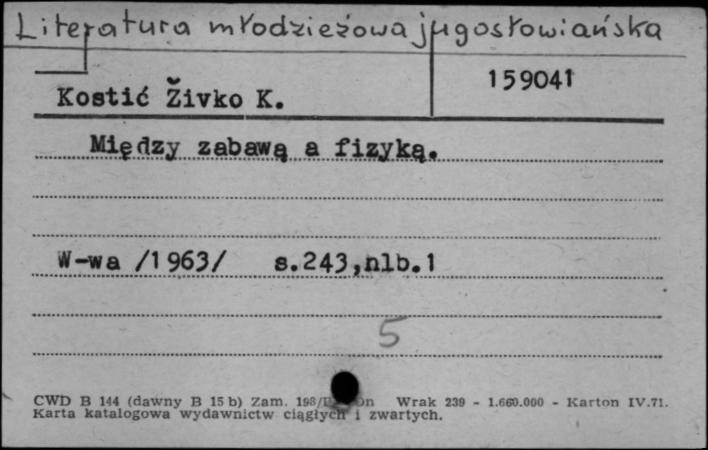 Literatura młodzieżowa jugosłowiańska
159041
Kostić Živko K.
Między zabawą a fizyką.
W-wa /1963/ s.243,nlb.1
5
CWD B 144 (dawny B 15 b) Zam. Wrak 239 - 1.660.000 - Karton IV.71.
Karta katalogowa wydawnictw ciągłych i zwartych.